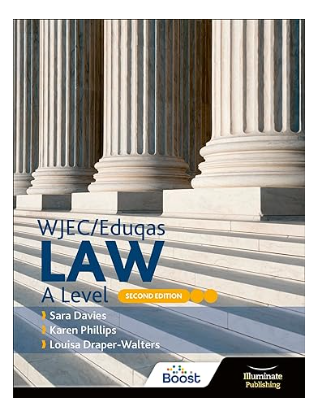 WJEC/Eduqas
LAW
A Level SECOND EDITION
Sara Davies
Karen Phillips
Louisa Draper-Walters
Boost
Illuminate
Publishing